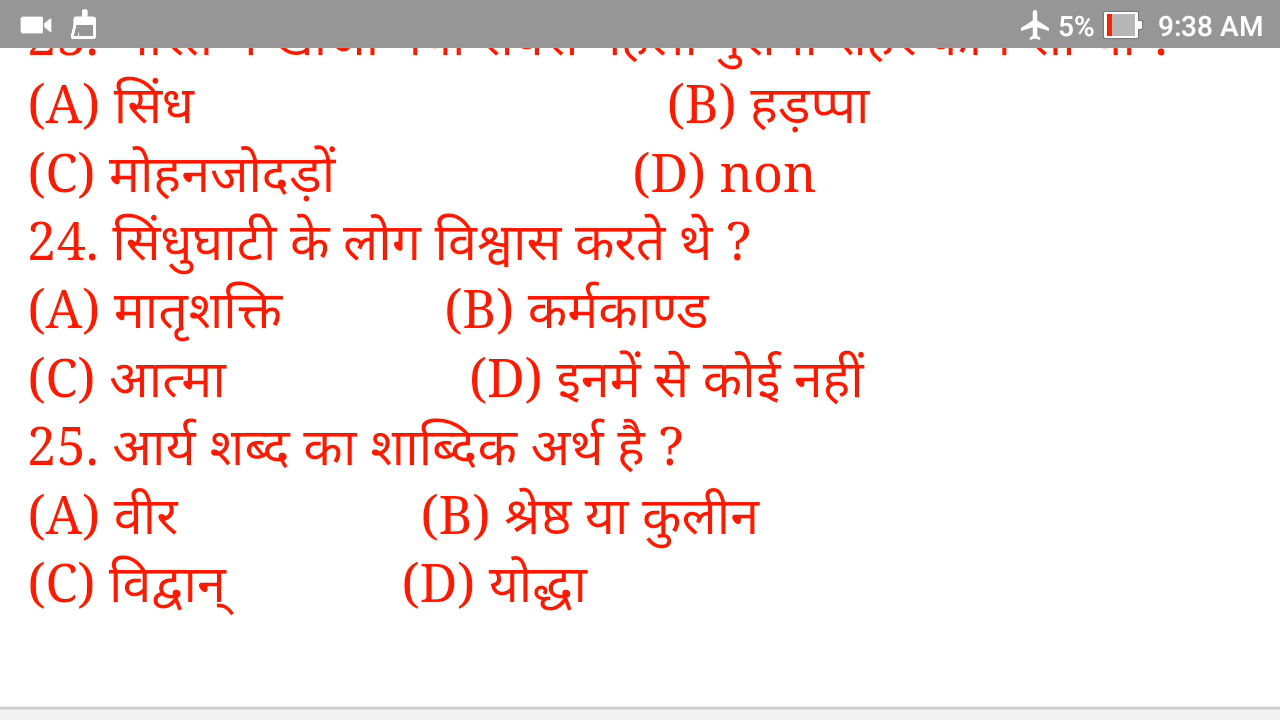 5% 9:38 AM
(A) सिंध (B) हड़प्पा
(C) मोहनजोदड़ों (D) non
24. सिंधुघाटी के लोग विश्वास करते थे ?
(A) मातृशक्ति (B) कर्मकाण्ड
(C) आत्मा (D) इनमें से कोई नहीं
25. आर्य शब्द का शाब्दिक अर्थ है ?
(A) वीर (B) श्रेष्ठ या कुलीन
(C) विद्वान् (D) योद्धा